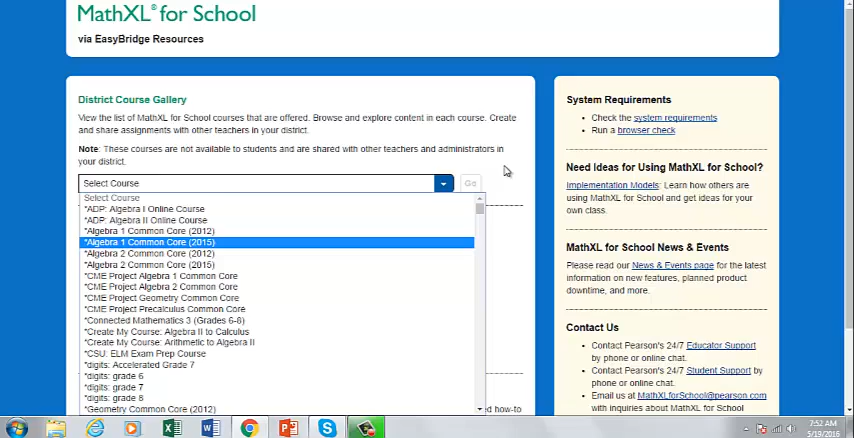 MathXL® for School
via EasyBridge Resources
District Course Gallery
View the list of MathXL for School courses that are offered. Browse and explore content in each course. Create
and share assignments with other teachers in your district.
Note: These courses are not available to students and are shared with other teachers and administrators in
your district.
Select Course
Go
Select Course
*ADP: Algebra I Online Course
*ADP: Algebra II Online Course
*Algebra 1 Common Core (2012)
*Algebra 1 Common Core (2015)
*Algebra 2 Common Core (2012)
*Algebra 2 Common Core (2015)
*CME Project Algebra 1 Common Core
*CME Project Algebra 2 Common Core
*CME Project Geometry Common Core
*CME Project Precalculus Common Core
*Connected Mathematics 3 (Grades 6-8)
*Create My Course: Algebra II to Calculus
*Create My Course: Arithmetic to Algebra II
*CSU: ELM Exam Prep Course
*digits: Accelerated Grade 7
*digits: grade 6
*digits: grade 7
*digits: grade 8
*Geometry Common Core (2012)
ed how-to
System Requirements
• Check the system requirements
• Run a browser check
Need Ideas for Using MathXL for School?
Implementation Models: Learn how others are
using MathXL for School and get ideas for your
own class.
MathXL for School News & Events
Please read our News & Events page for the latest
information on new features, planned product
downtime, and more.
Contact Us
• Contact Pearson's 24/7 Educator Support
by phone or online chat.
• Contact Pearson's 24/7 Student Support by
phone or online chat.
• Email us at MathXLforSchool@pearson.com
with inquiries about MathXL for School
7:52 AM
5/19/2016